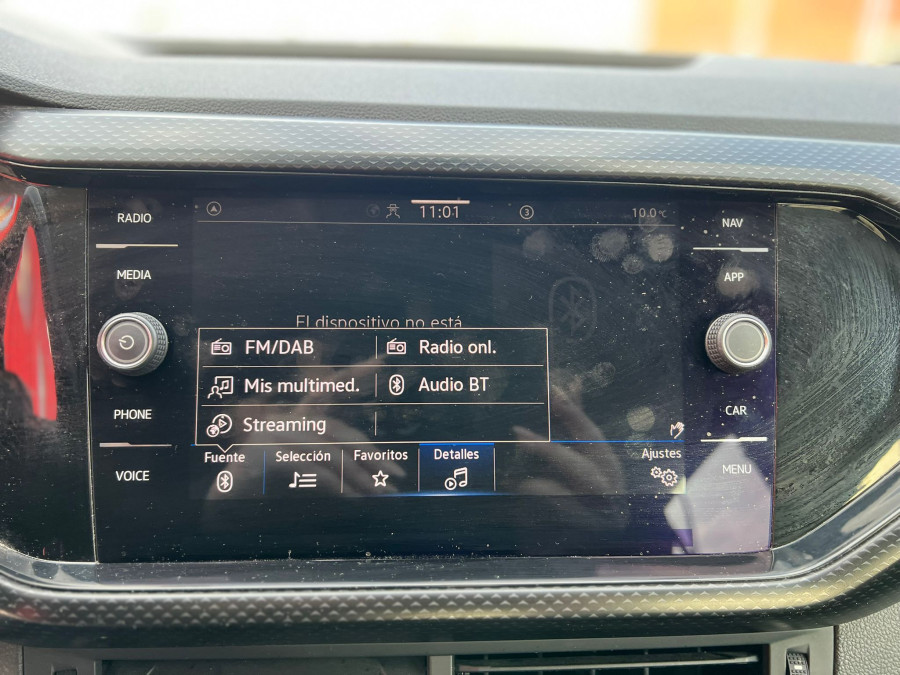 RADIO
MEDIA
PHONE
VOICE
11:01
3
10.0°C
El dispositivo no está
FM/DAB
Radio onl.
Mis multimed.
Audio BT
Streaming
Fuente
Selección
Favoritos
Detalles
Ajustes
NAV
APP
CAR
MENU